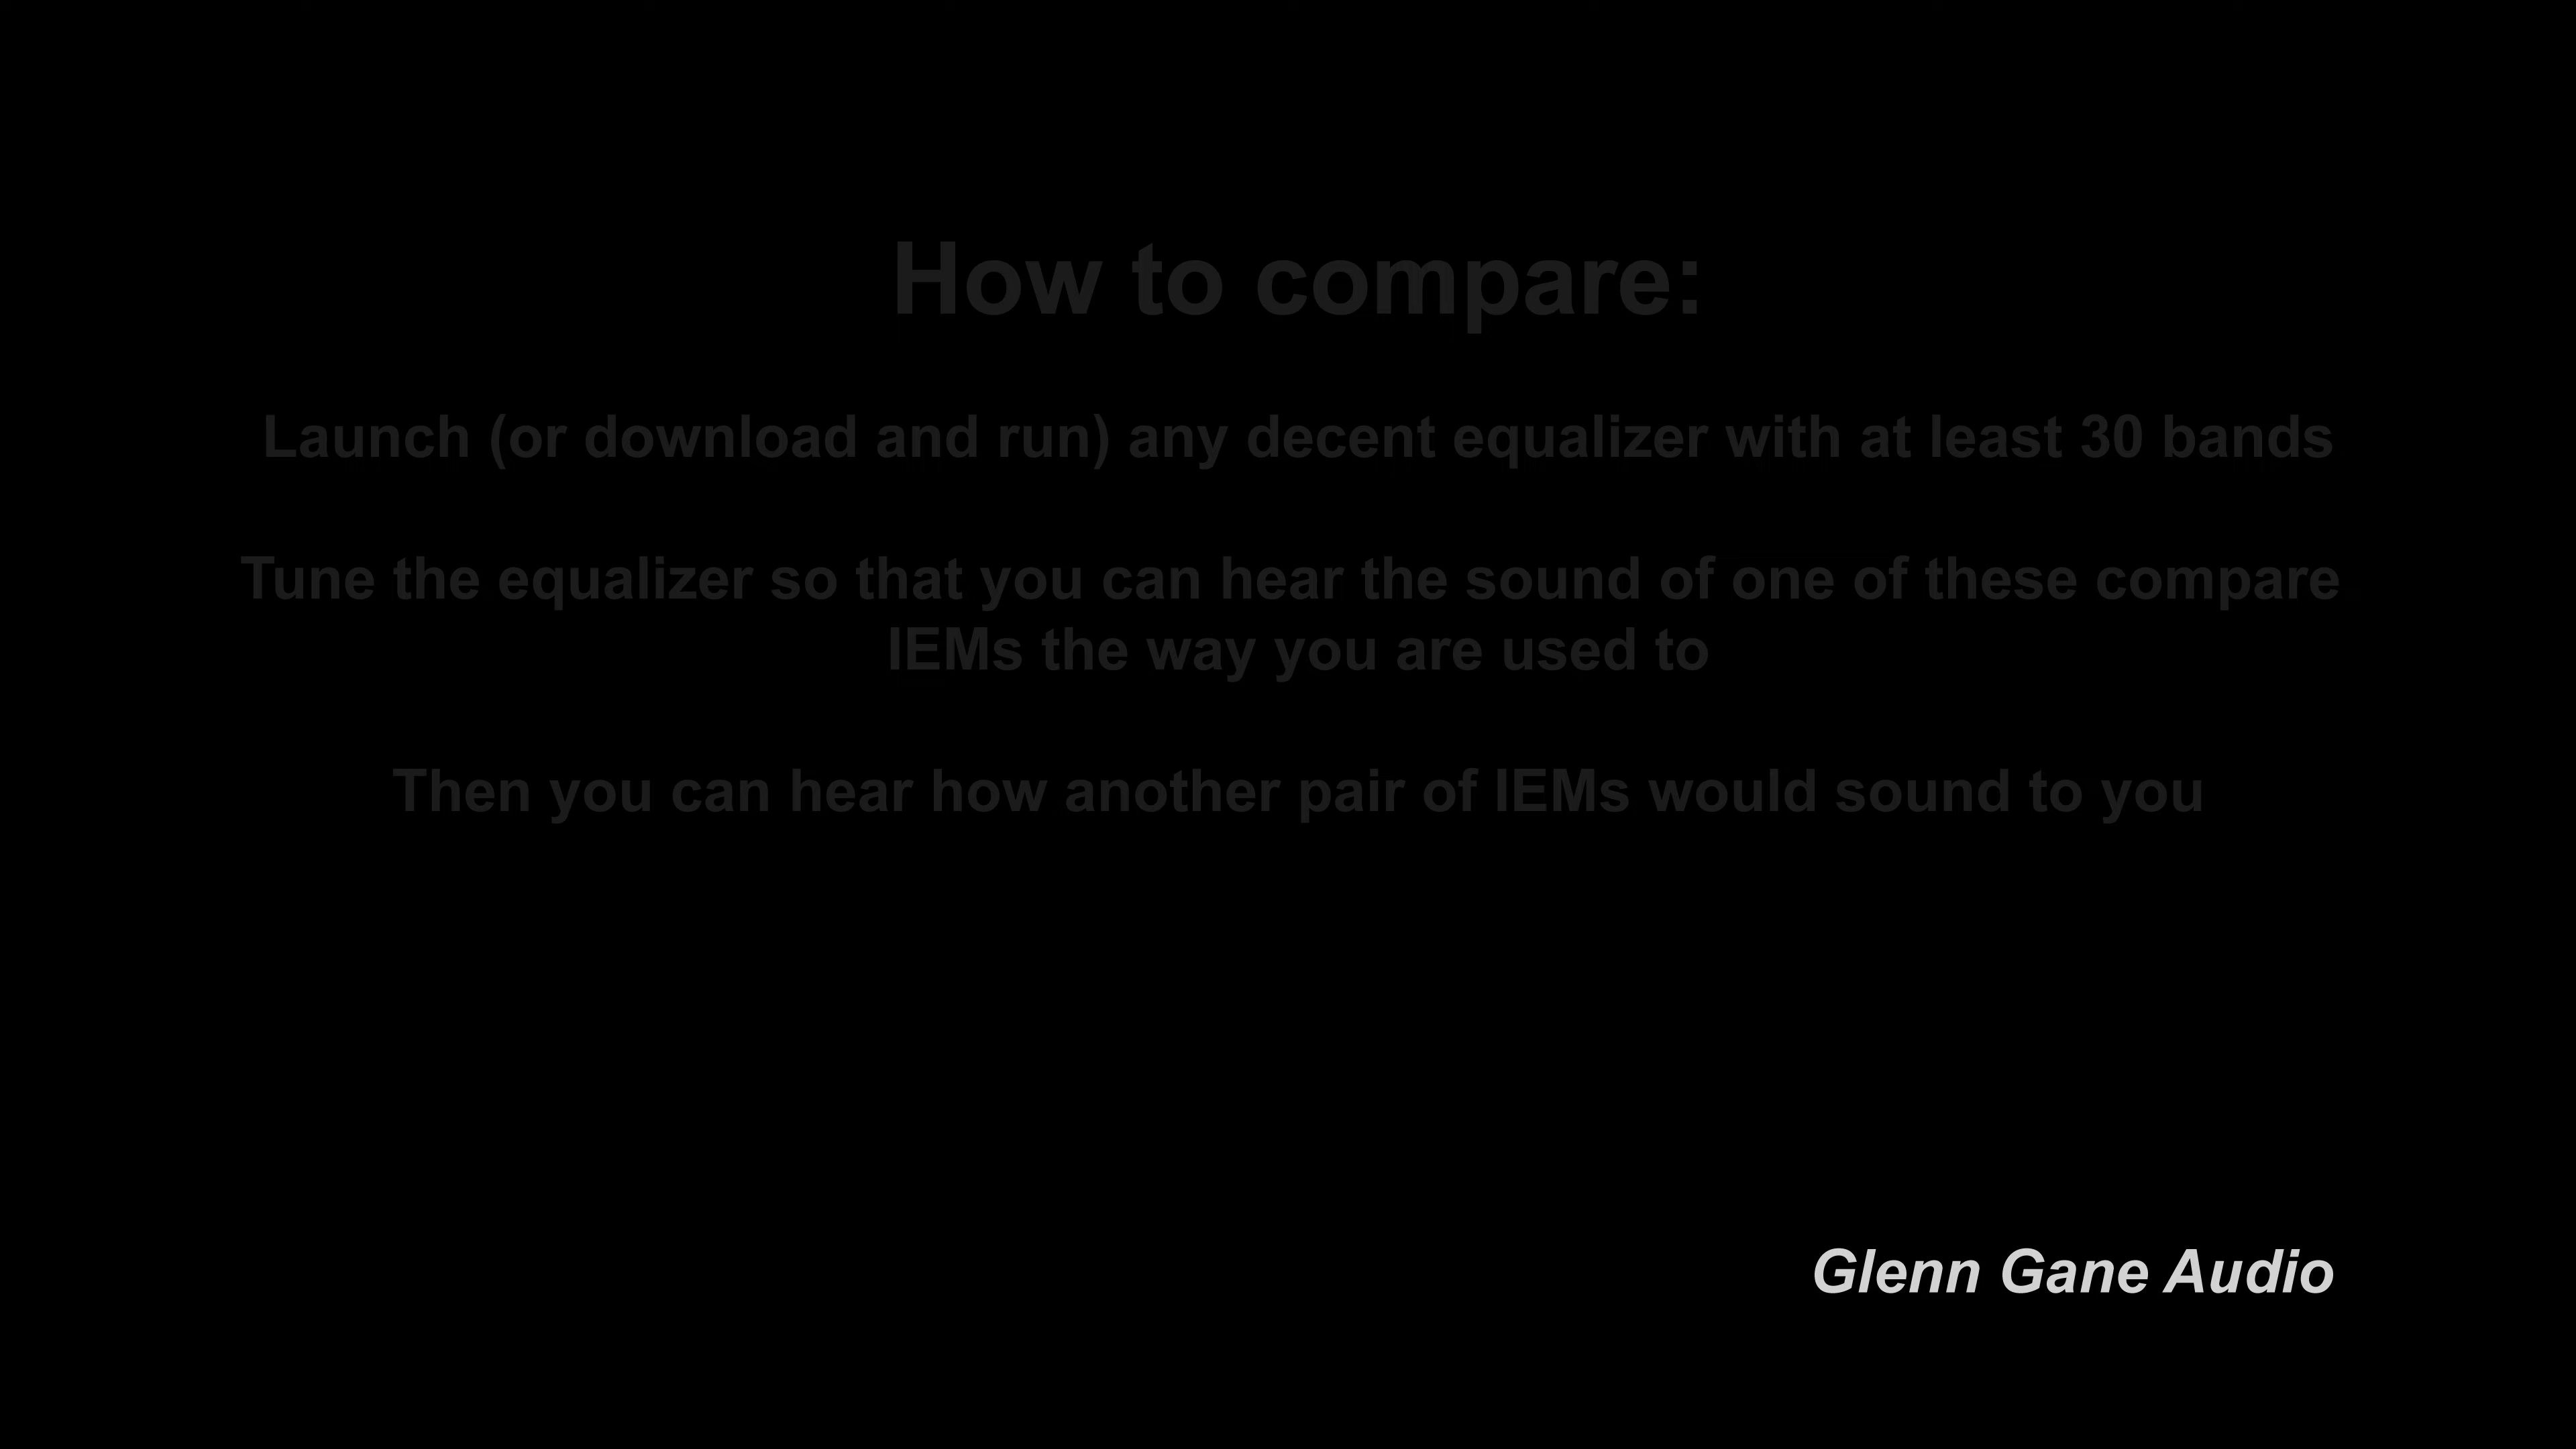 How to compare:
Launch (or download and run) any decent equalizer with at least 30 bands
Tune the equalizer so that you can hear the sound of one of these compare
IEMs the way you are used to
Then you can hear how another pair of IEMs would sound to you
Glenn Gane Audio